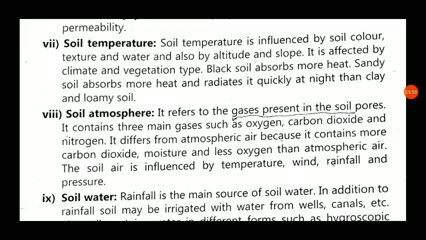 permeability.
vii) Soil temperature: Soil temperature is influenced by soil colour,
texture and water and also by altitude and slope. It is affected by
climate and vegetation type. Black soil absorbs more heat. Sandy
soil absorbs more heat and radiates it quickly at night than clay
and loamy soil.
viii) Soil atmosphere: It refers to the gases present in the soil pores.
It contains three main gases such as oxygen, carbon dioxide and
nitrogen. It differs from atmospheric air because it contains more
carbon dioxide, moisture and less oxygen than atmospheric air.
The soil air is influenced by temperature, wind, rainfall and
pressure.
ix) Soil water: Rainfall is the main source of soil water. In addition to
rainfall soil may be irrigated with water from wells, canals, etc.
in different forms such as hygroscopic